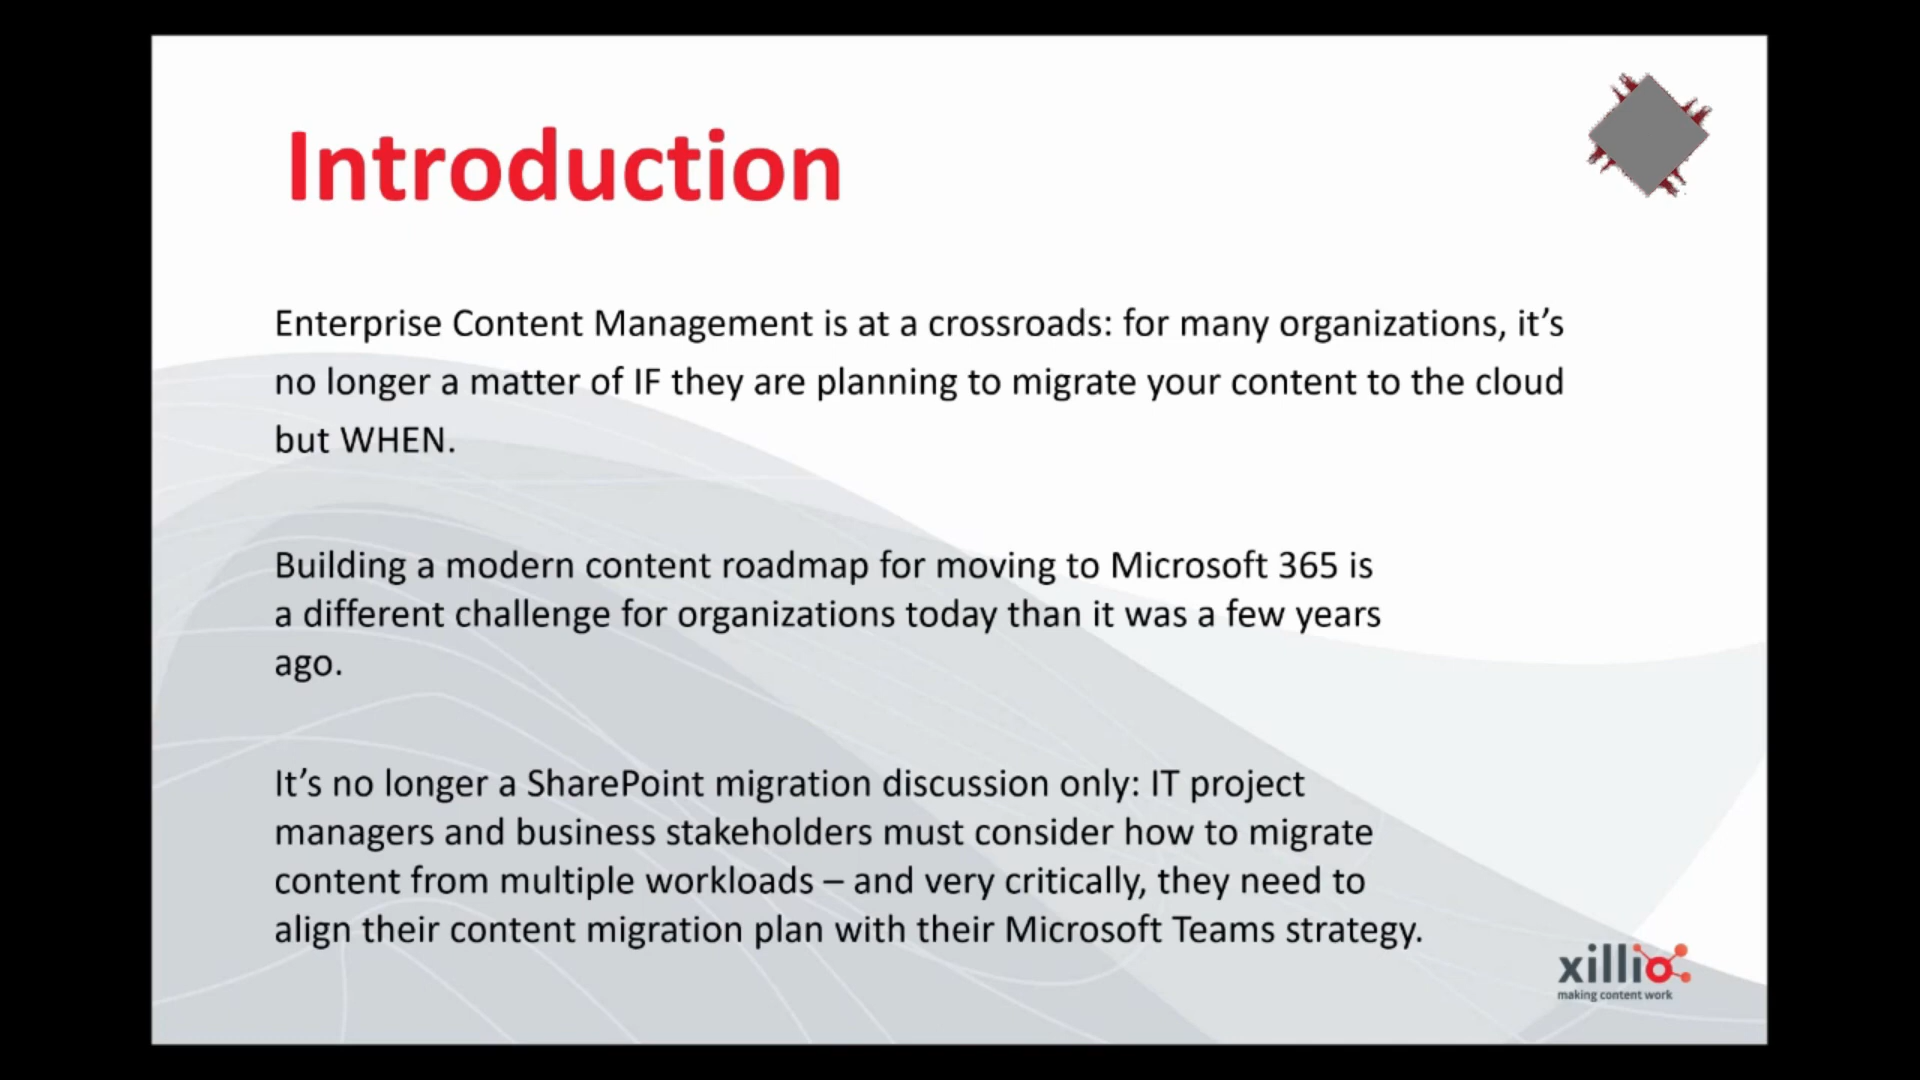 Introduction
Enterprise Content Management is at a crossroads: for many organizations, it’s
no longer a matter of IF they are planning to migrate your content to the cloud
but WHEN.
Building a modern content roadmap for moving to Microsoft 365 is
a different challenge for organizations today than it was a few years
ago.
It’s no longer a SharePoint migration discussion only: IT project
managers and business stakeholders must consider how to migrate
content from multiple workloads – and very critically, they need to
align their content migration plan with their Microsoft Teams strategy.
xillio
making content work